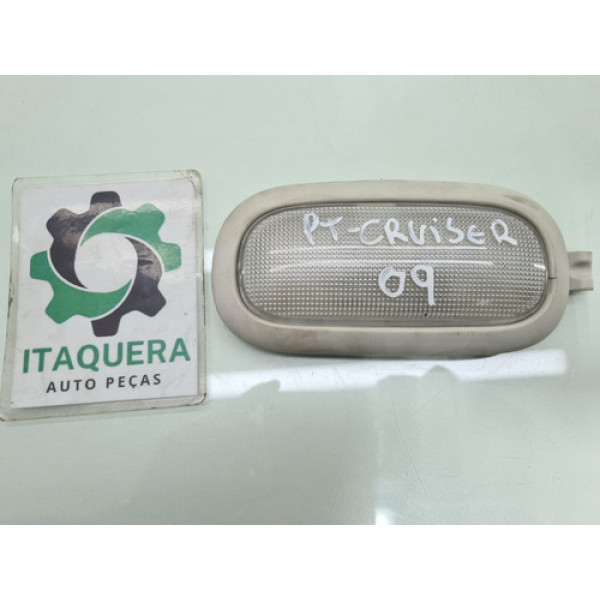 ITAQUERA
AUTO PEÇAS
PT-CRUISER
09